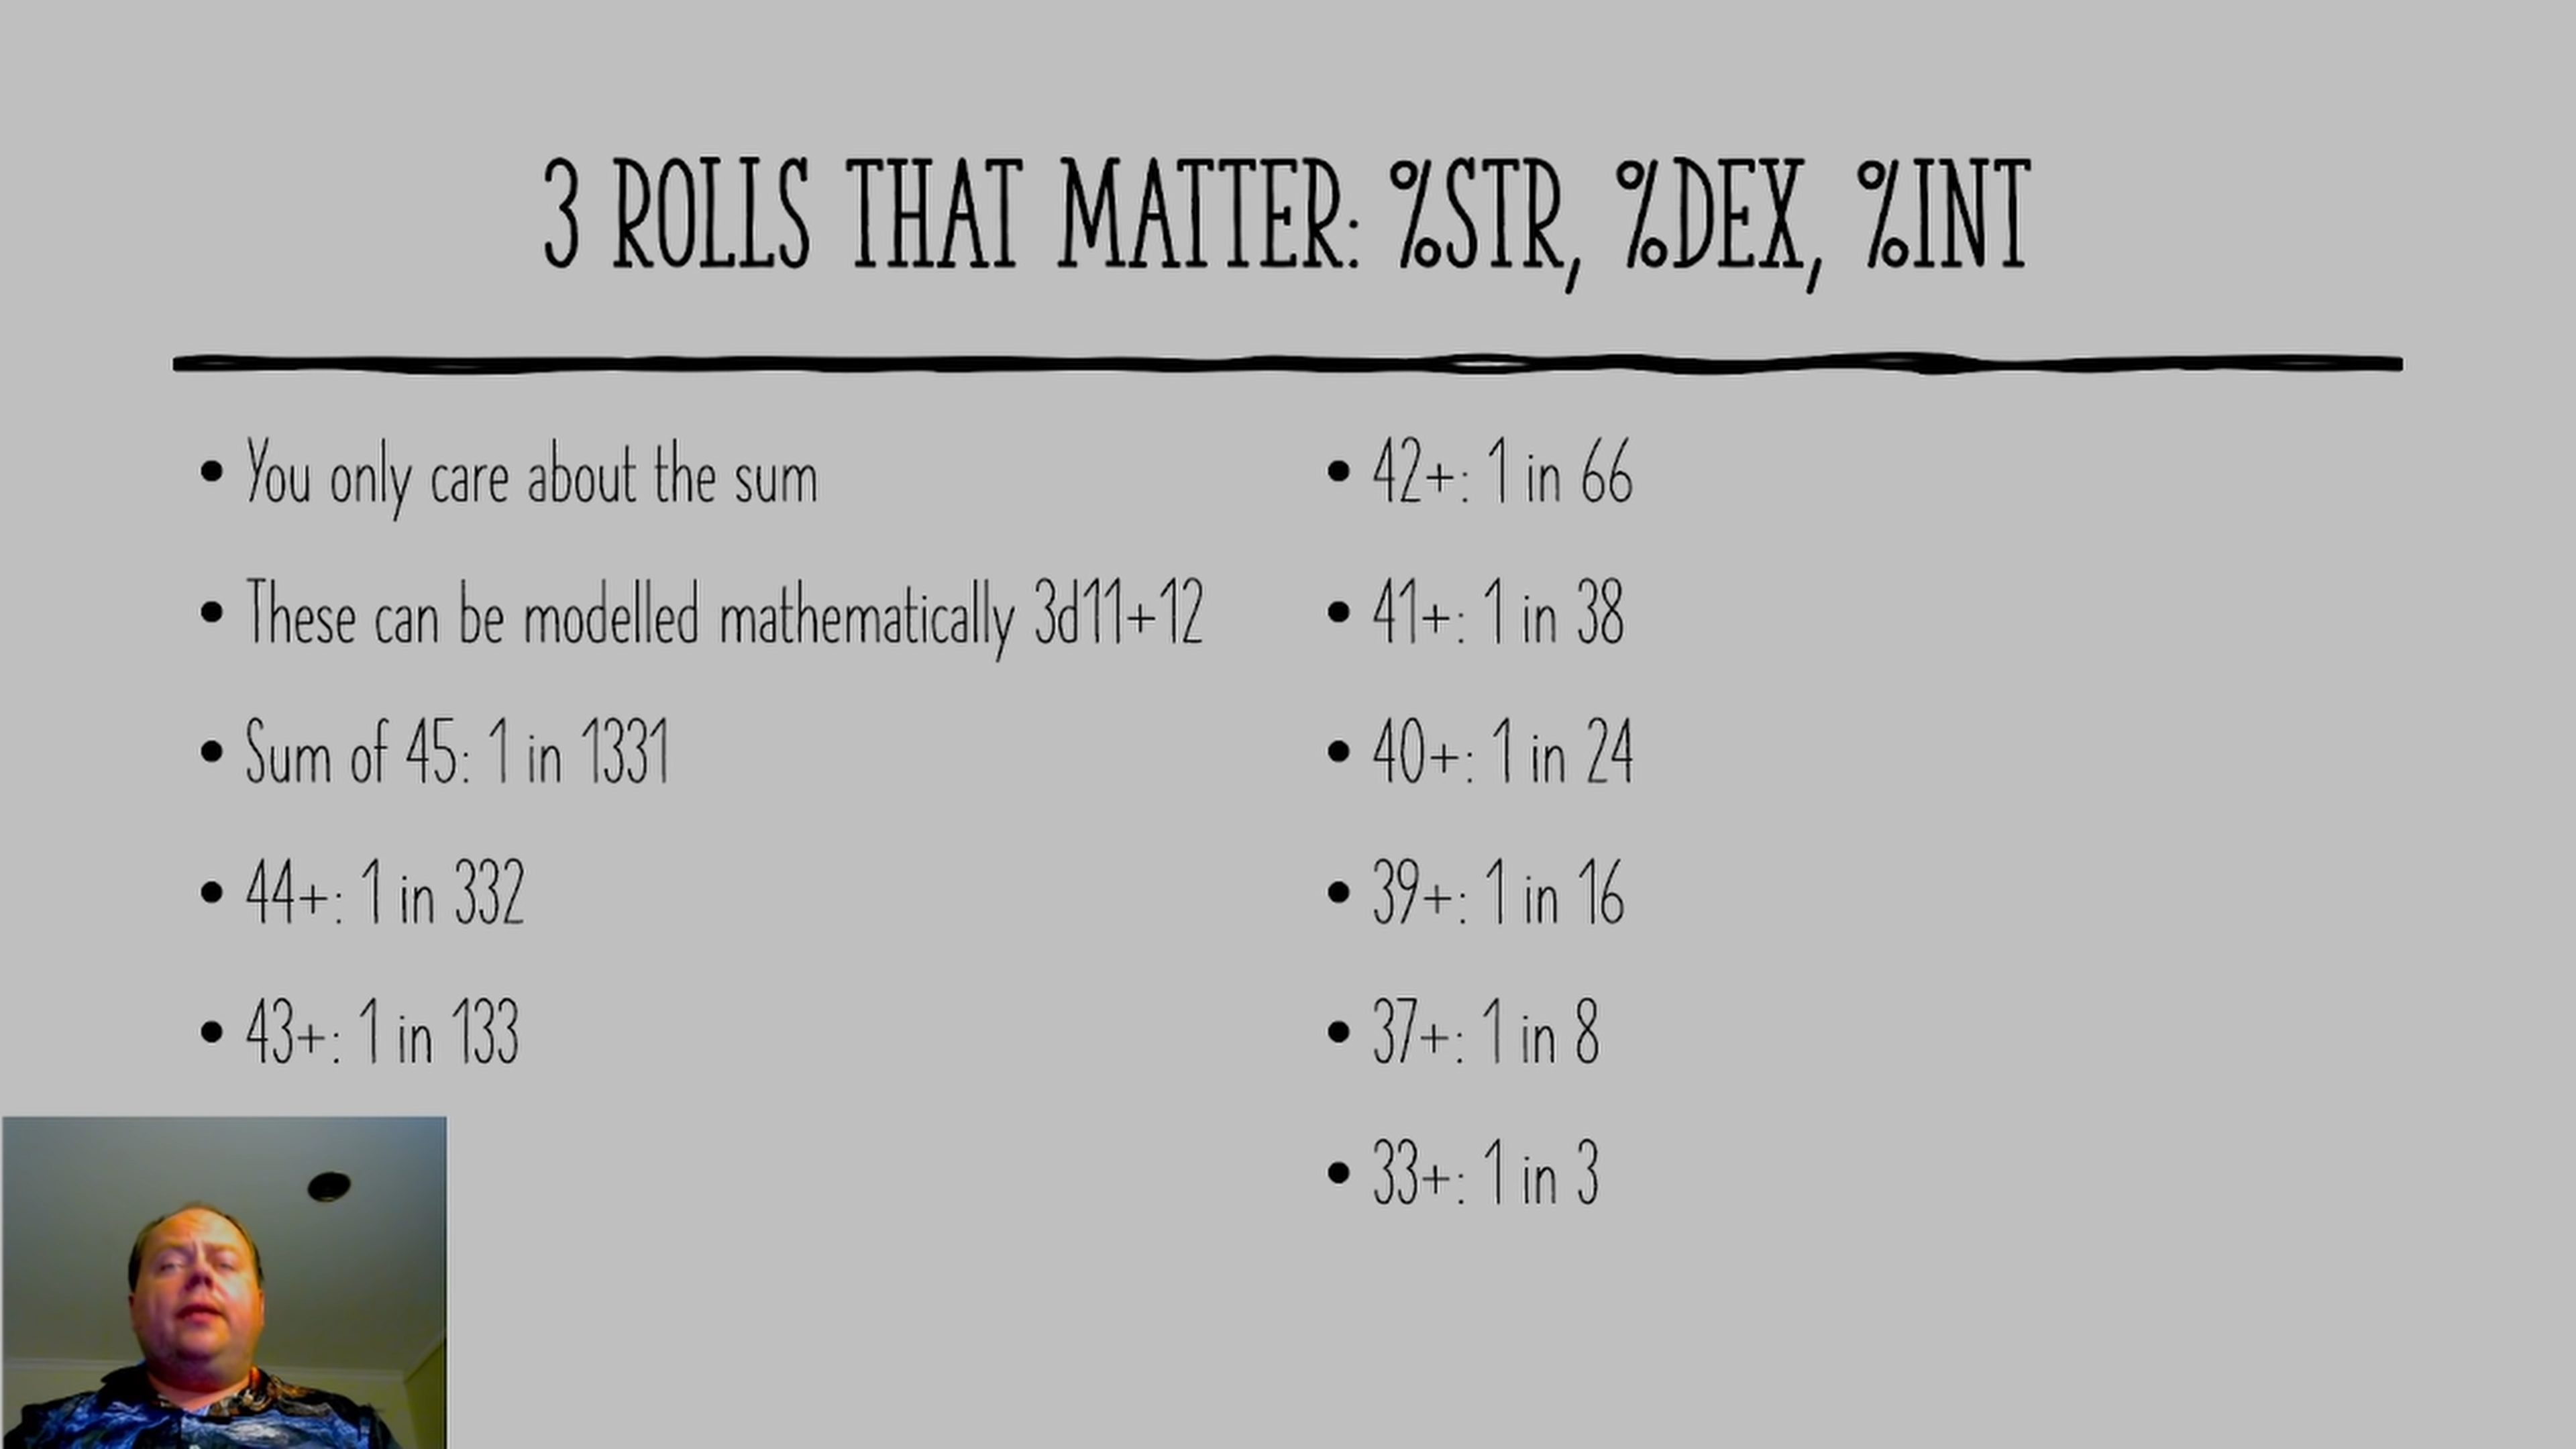 3 ROLLS THAT MATTER: %STR, %DEX, %INT
• You only care about the sum
• These can be modelled mathematically 3d11+12
• Sum of 45: 1 in 1331
• 44+: 1 in 332
• 43+: 1 in 133
• 42+: 1 in 66
• 41+: 1 in 38
• 40+: 1 in 24
• 39+: 1 in 16
• 37+: 1 in 8
• 33+: 1 in 3